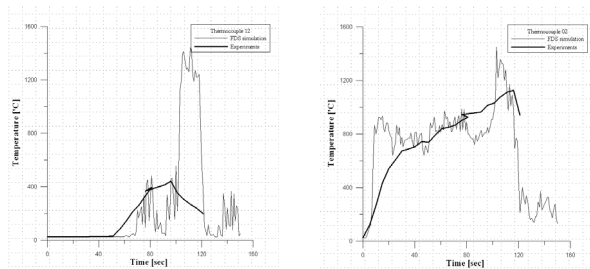 Thermocouple 12
FDS simulation
Experiments
1600
1200
800
400
0
Temperature [°C]
0 40 80 120 160
Time [sec]
Thermocouple 02
FDS simulation
Experiments
1600
1200
800
400
0
Temperature [°C]
0 40 80 120 160
Time [sec]